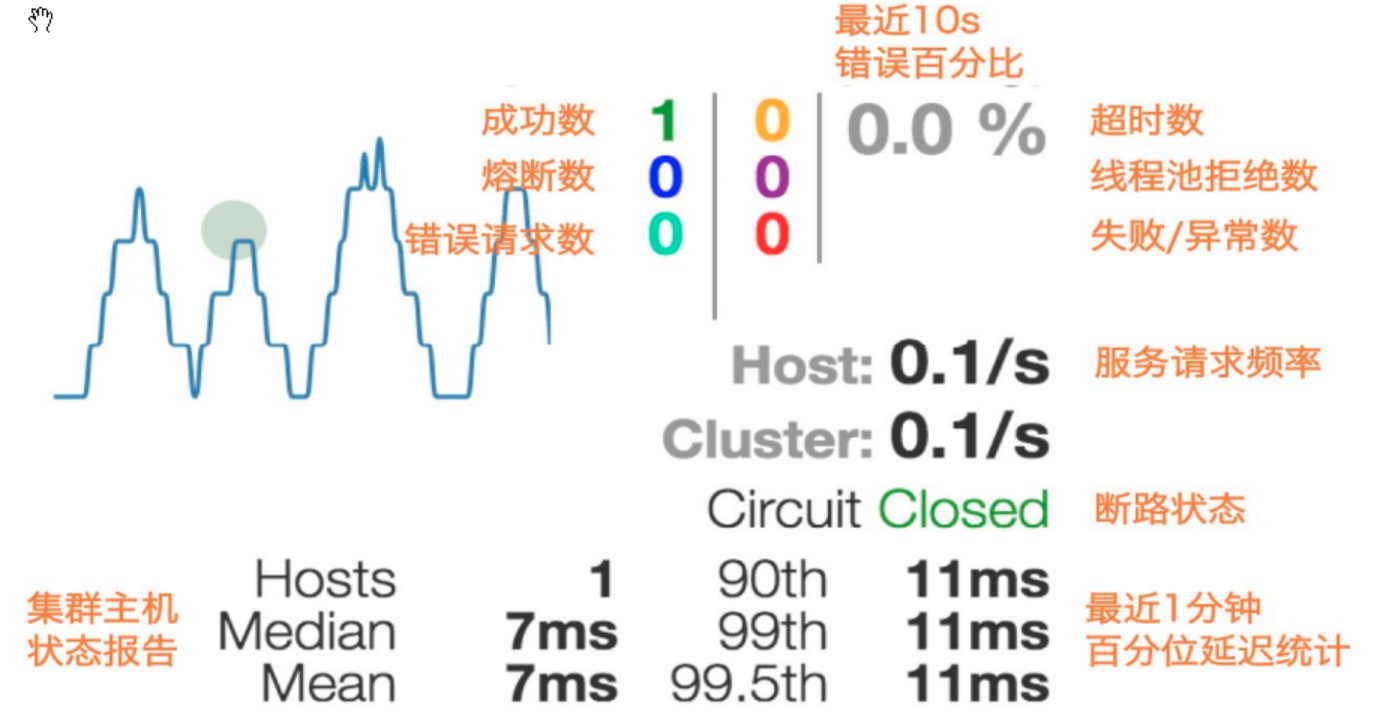 最近10s
错误百分比
成功数 1 0 0.0 % 超时数
熔断数 0 0 线程池拒绝数
错误请求数 0 0 失败/异常数
Host: 0.1/s 服务请求频率
Cluster: 0.1/s
Circuit Closed 断路状态
集群主机
状态报告
Hosts 1 90th 11ms
Median 7ms 99th 11ms
Mean 7ms 99.5th 11ms
最近1分钟
百分位延迟统计